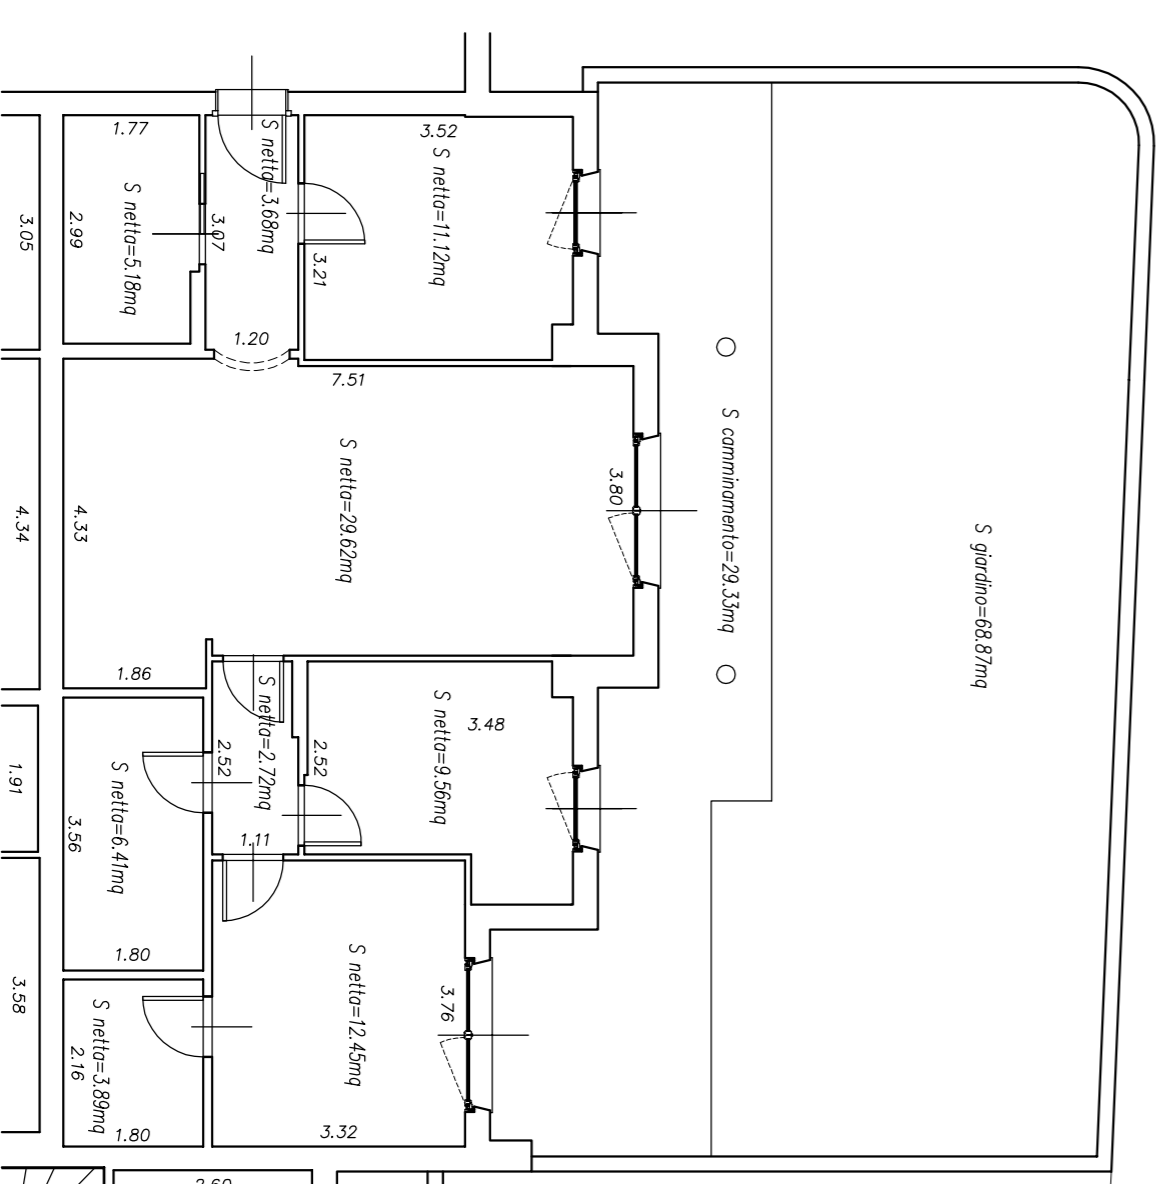 1.77
S netta=5.18mq
2.99
3.05
S netta=3.68mq
3.07
1.20
3.52
S netta=11.12mq
3.21
7.51
S netta=29.62mq
3.80
4.33
4.34
1.86
S camminamento=29.33mq
S giardino=68.87mq
S netta=2.72mq
2.52
1.11
2.52
S netta=9.56mq
3.48
1.91
S netta=6.41mq
3.56
1.80
3.58
S netta=12.45mq
3.76
3.32
S netta=3.89mq
2.16
1.80
2.60